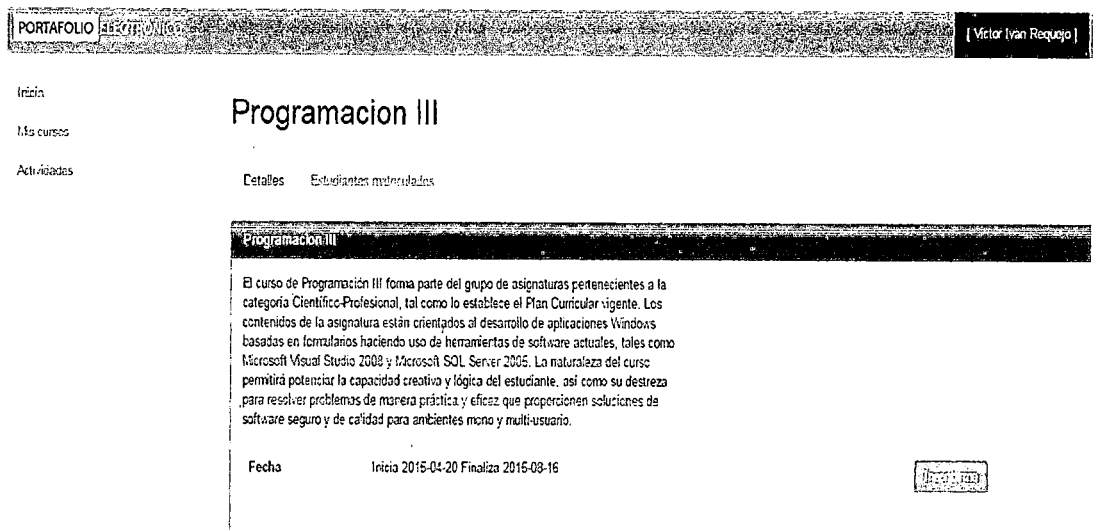 PORTAFOLIO ELECTRONICO
[ Victor Ivan Requejo ]
Inicio
Mis cursos
Actividades
Programacion III
Detalles Estudiantes matriculados
Programacion III
El curso de Programación III forma parte del grupo de asignaturas pertenecientes a la
categoria Científico-Profesional, tal como lo establece el Plan Curricular vigente. Los
contenidos de la asignatura están orientados al desarrollo de aplicaciones Windows
basadas en formularios haciendo uso de herramientas de software actuales, tales como
Microsoft Visual Studio 2008 y Microsoft SQL Server 2005. La naturaleza del curso
permitirá potenciar la capacidad creativa y lógica del estudiante, asi como su destreza
para resolver problemas de manera práctica y eficaz que proporcionen soluciones de
software seguro y de calidad para ambientes mono y multi-usuario.
Fecha Inicia 2015-04-20 Finaliza 2015-08-16